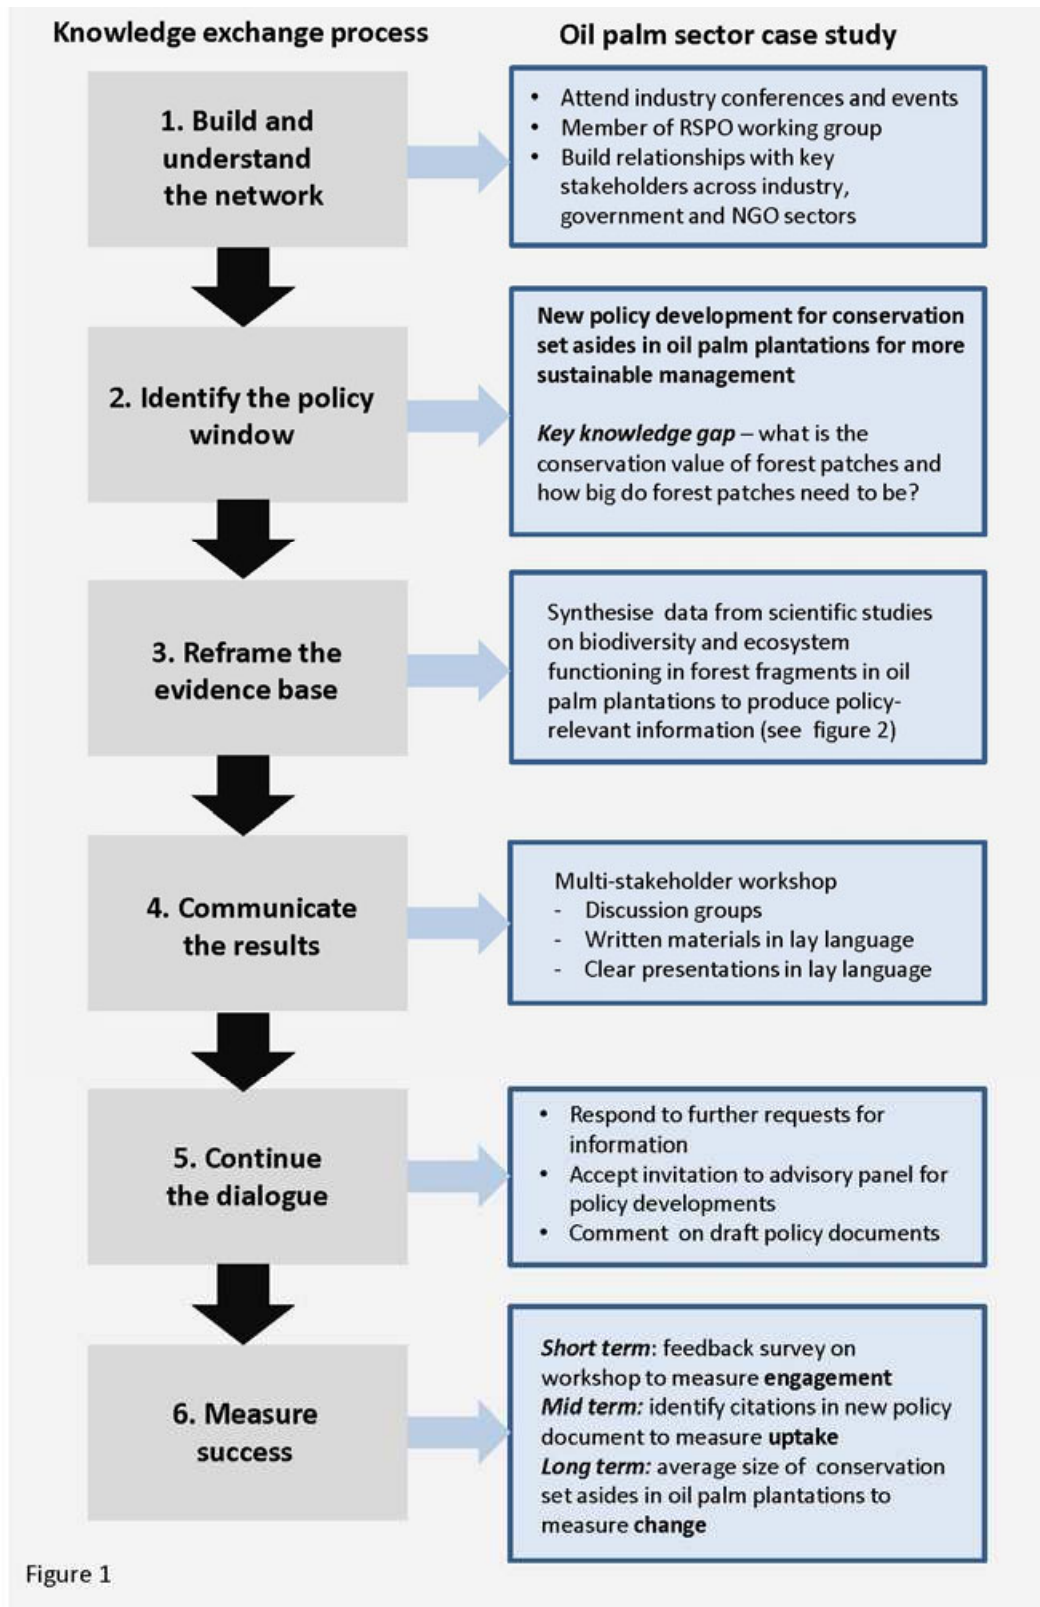 Knowledge exchange process
Oil palm sector case study
1. Build and
understand
the network
• Attend industry conferences and events
• Member of RSPO working group
• Build relationships with key
stakeholders across industry,
government and NGO sectors
2. Identify the policy
window
New policy development for conservation
set asides in oil palm plantations for more
sustainable management
Key knowledge gap – what is the
conservation value of forest patches and
how big do forest patches need to be?
3. Reframe the
evidence base
Synthesise data from scientific studies
on biodiversity and ecosystem
functioning in forest fragments in oil
palm plantations to produce policy-
relevant information (see figure 2)
4. Communicate
the results
Multi-stakeholder workshop
- Discussion groups
- Written materials in lay language
- Clear presentations in lay language
5. Continue
the dialogue
• Respond to further requests for
information
• Accept invitation to advisory panel for
policy developments
• Comment on draft policy documents
6. Measure
success
Short term: feedback survey on
workshop to measure engagement
Mid term: identify citations in new policy
document to measure uptake
Long term: average size of conservation
set asides in oil palm plantations to
measure change
Figure 1